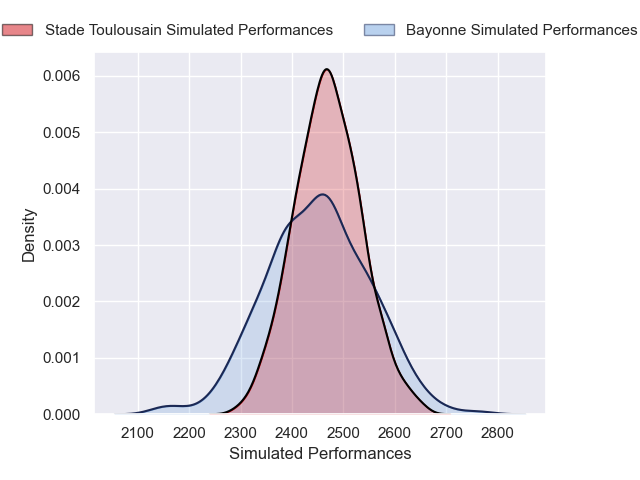 Stade Toulousain Simulated Performances Bayonne Simulated Performances
0.006
0.005
0.004
0.003
0.002
0.001
0.000
Density
2100 2200 2300 2400 2500 2600 2700 2800
Simulated Performances